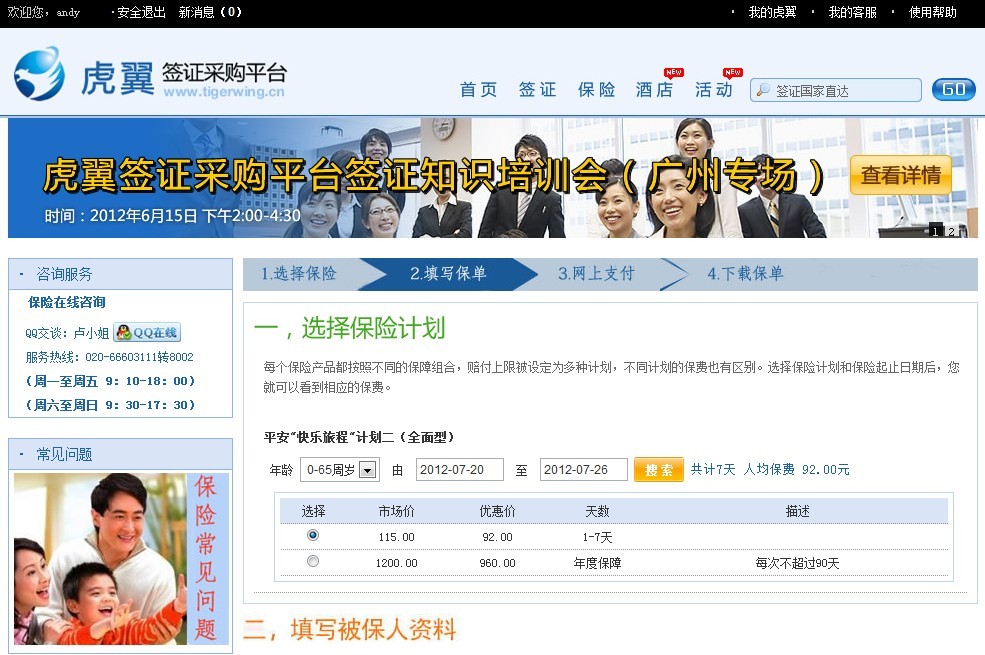 欢迎您，andy ·安全退出 新消息（0） · 我的虎翼 · 我的客服 · 使用帮助
虎翼 签证采购平台
www.tigerwing.cn
首页 签证 保险 酒店 NEW 活动 NEW 签证国家直达 GO
虎翼签证采购平台签证知识培训会（广州专场） 查看详情
时间：2012年6月15日 下午2:00-4:30
1 2
· 咨询服务
保险在线咨询
QQ交谈：卢小姐 QQ在线
服务热线：020-66603111转8002
（周一至周五 9：10-18：00）
（周六至周日 9：30-17：30）
· 常见问题
保险常见问题
1.选择保险 2.填写保单 3.网上支付 4.下载保单
一，选择保险计划
每个保险产品都按照不同的保障组合，赔付上限被设定为多种计划，不同计划的保费也有区别。选择保险计划和保险起止日期后，您
就可以看到相应的保费。
平安“快乐旅程”计划二（全面型）
年龄 0-65周岁 由 2012-07-20 至 2012-07-26 搜索 共计7天 人均保费 92.00元
选择 市场价 优惠价 天数 描述
115.00 92.00 1-7天
1200.00 960.00 年度保障 每次不超过90天
二，填写被保人资料